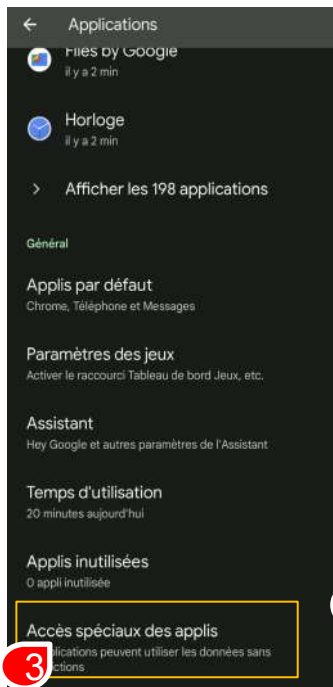 Applications
Files by Google
il y a 2 min
Horloge
il y a 2 min
Afficher les 198 applications
Général
Applis par défaut
Chrome, Téléphone et Messages
Paramètres des jeux
Activer le raccourci Tableau de bord Jeux, etc.
Assistant
Hey Google et autres paramètres de l'Assistant
Temps d'utilisation
20 minutes aujourd'hui
Applis inutilisées
0 appli inutilisée
Accès spéciaux des applis
peuvent utiliser les données sans
3